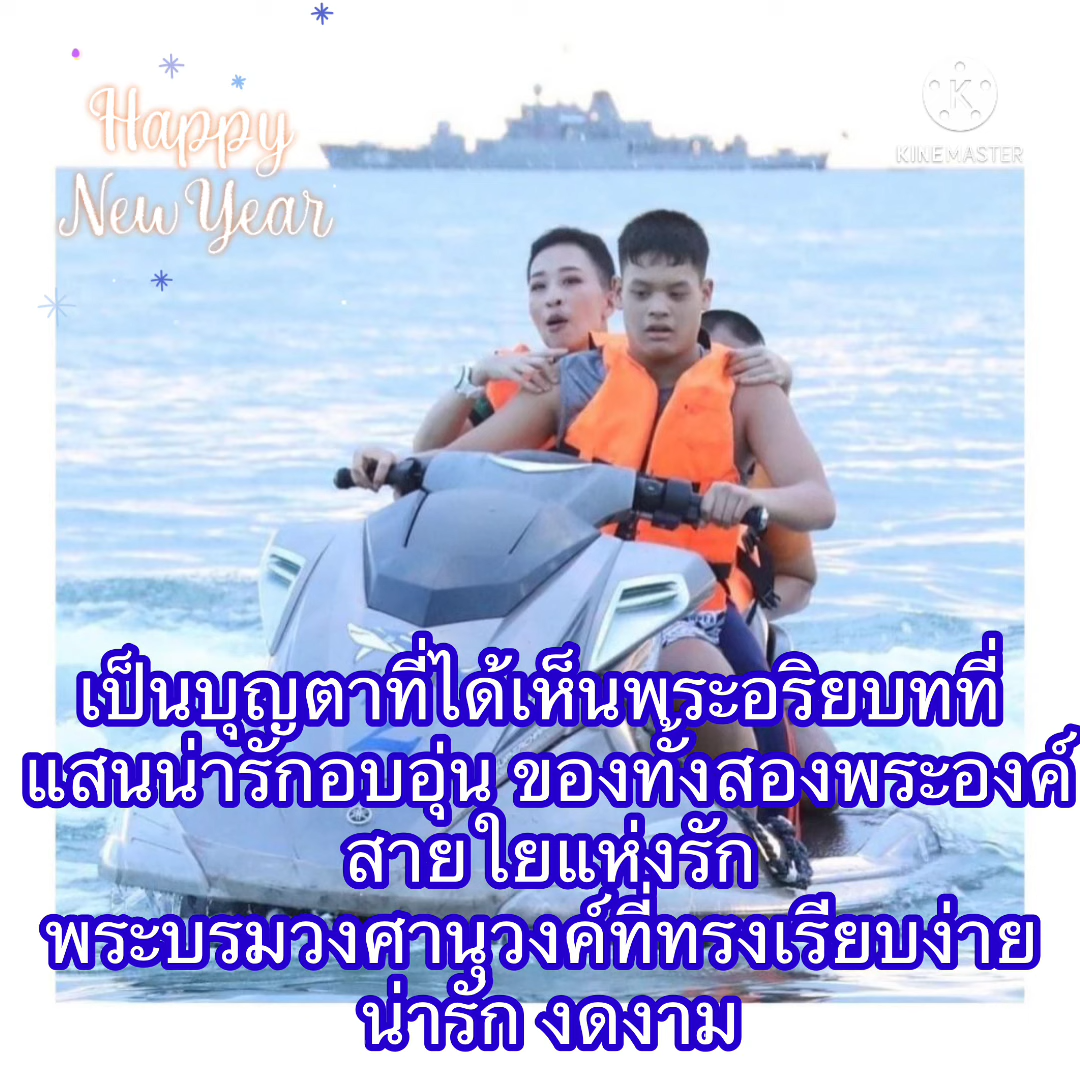 Happy
New Year
K
KINEMASTER
เป็นบุญตาที่ได้เห็นพระอริยบทที่
แสนน่ารักอบอุ่น ของทั้งสองพระองค์
สายใยแห่งรัก
พระบรมวงศานุวงค์ที่ทรงเรียบง่าย
น่ารัก งดงาม